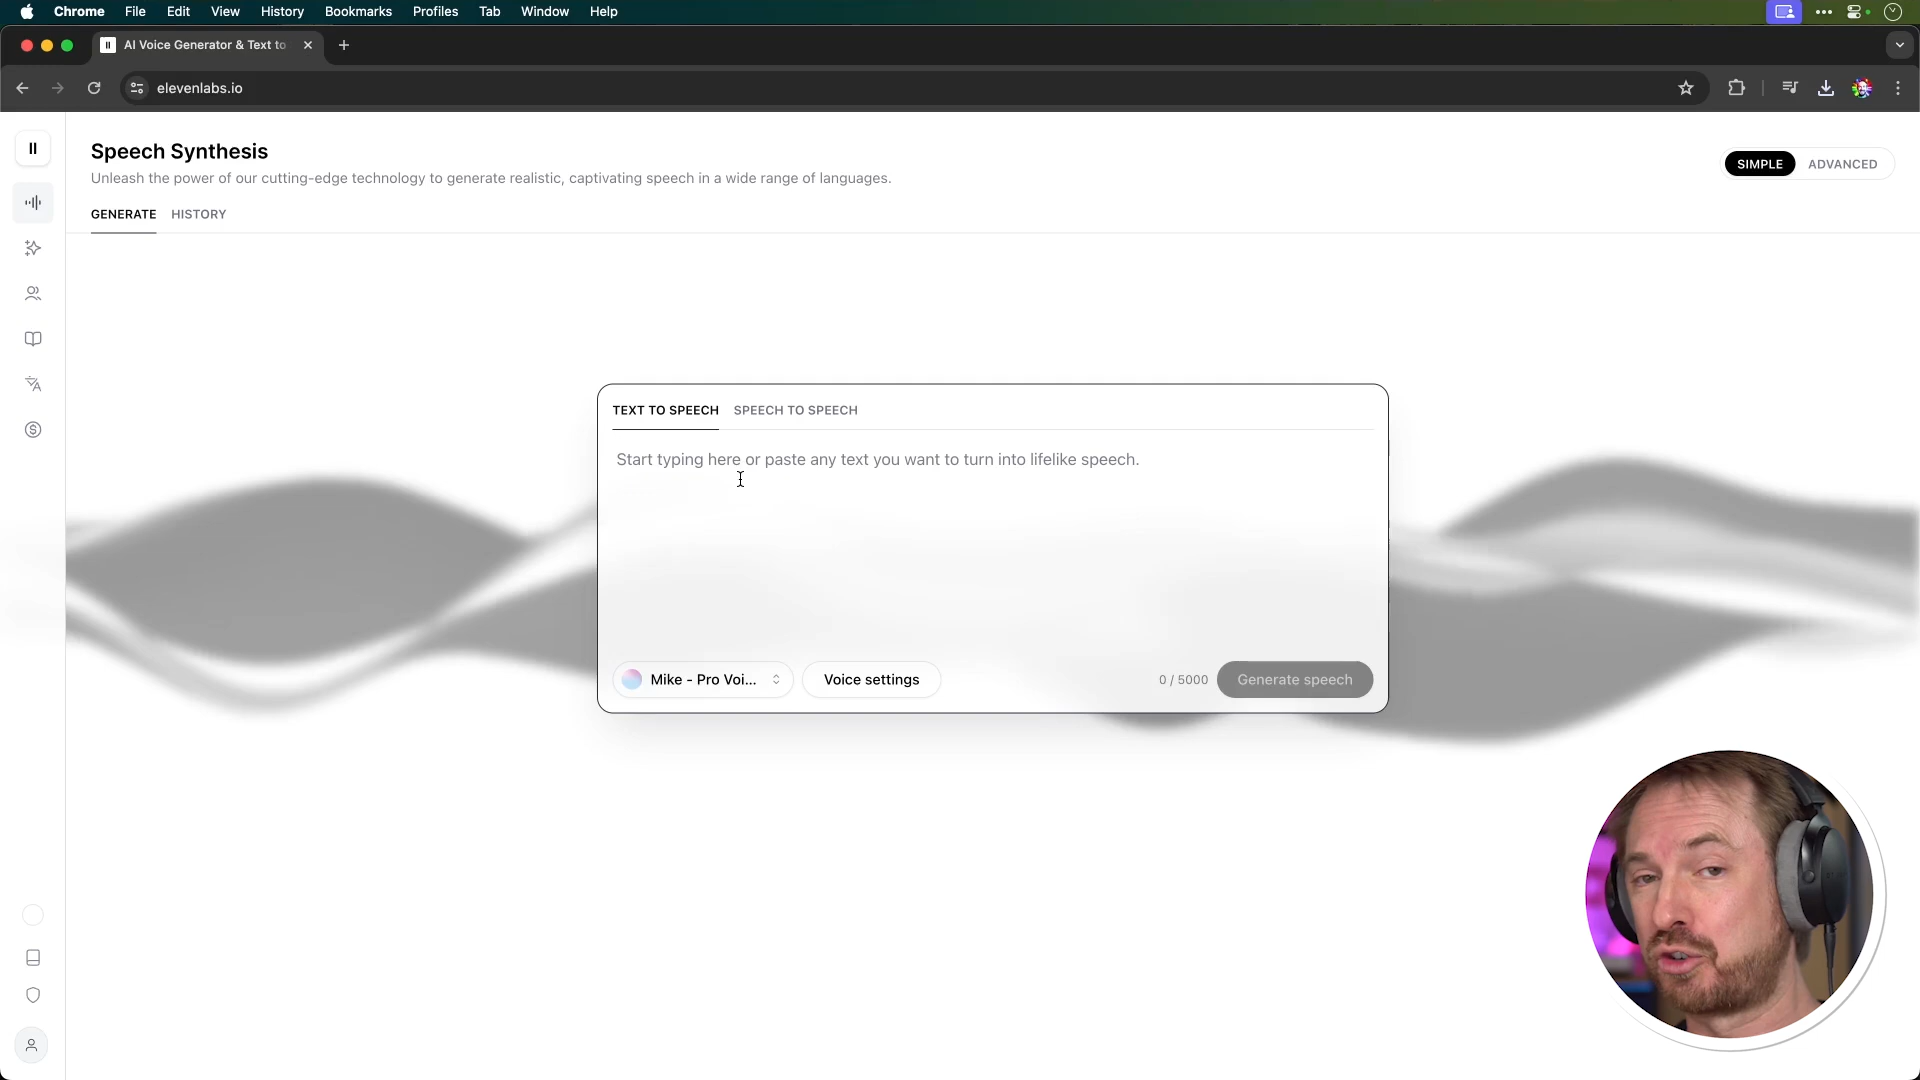 Chrome File Edit View History Bookmarks Profiles Tab Window Help
AI Voice Generator & Text to
elevenlabs.io
Speech Synthesis
Unleash the power of our cutting-edge technology to generate realistic, captivating speech in a wide range of languages.
SIMPLE ADVANCED
GENERATE HISTORY
TEXT TO SPEECH SPEECH TO SPEECH
Start typing here or paste any text you want to turn into lifelike speech.
Mike - Pro Voi... Voice settings 0 / 5000 Generate speech